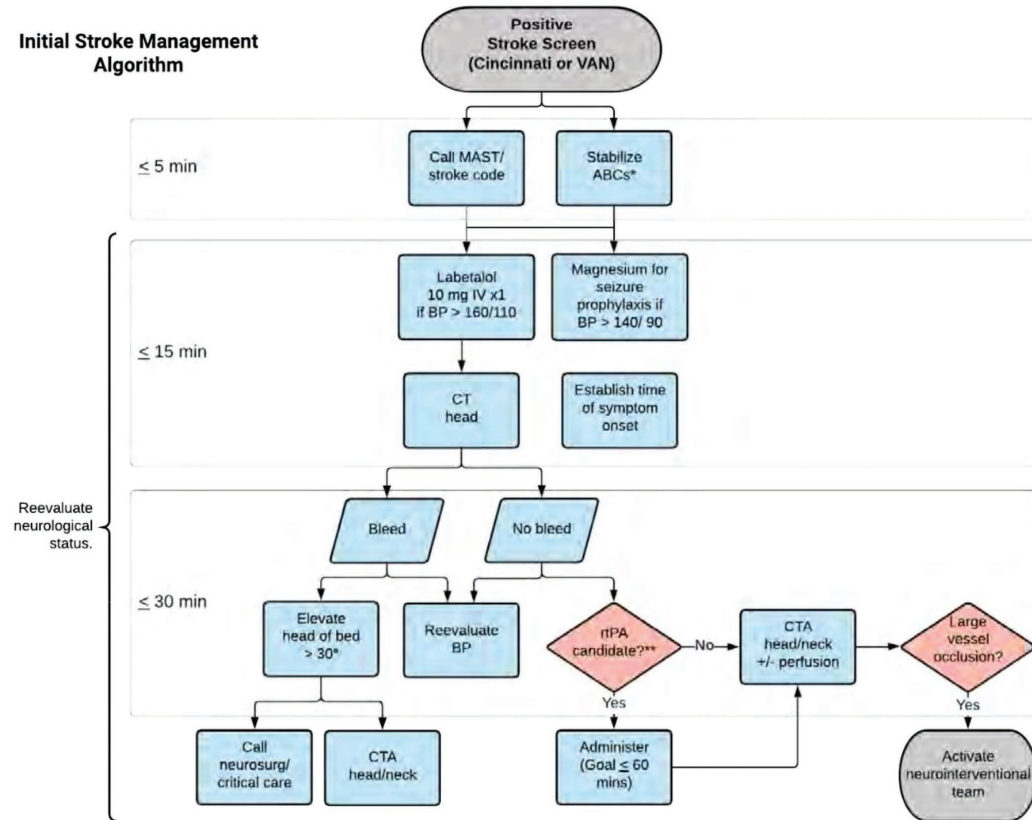 Initial Stroke Management
Algorithm
Positive
Stroke Screen
(Cincinnati or VAN)
≤ 5 min
Call MAST/
stroke code
Stabilize
ABCs*
≤ 15 min
Labetalol
10 mg IV x1
if BP > 160/110
Magnesium for
seizure
prophylaxis if
BP > 140/ 90
CT
head
Establish time
of symptom
onset
Reevaluate
neurological
status.
≤ 30 min
Bleed
No bleed
Elevate
head of bed
> 30°
Reevaluate
BP
rtPA
candidate?**
No
CTA
head/neck
+/- perfusion
Large
vessel
occlusion?
Yes
Yes
Call
neurosurg/
critical care
CTA
head/neck
Administer
(Goal ≤ 60
mins)
Activate
neurointerventional
team